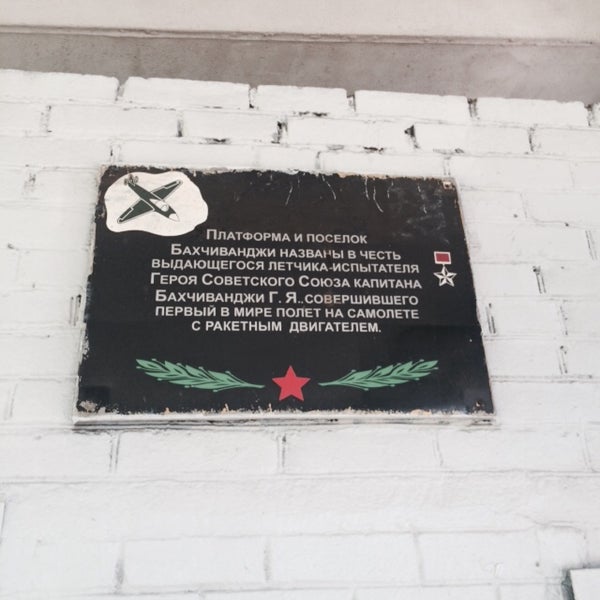 Платформа и поселок
Бахчиванджи названы в честь
выдающегося летчика-испытателя
Героя Советского Союза капитана
Бахчиванджи Г. Я., совершившего
первый в мире полет на самолете
с ракетным двигателем.